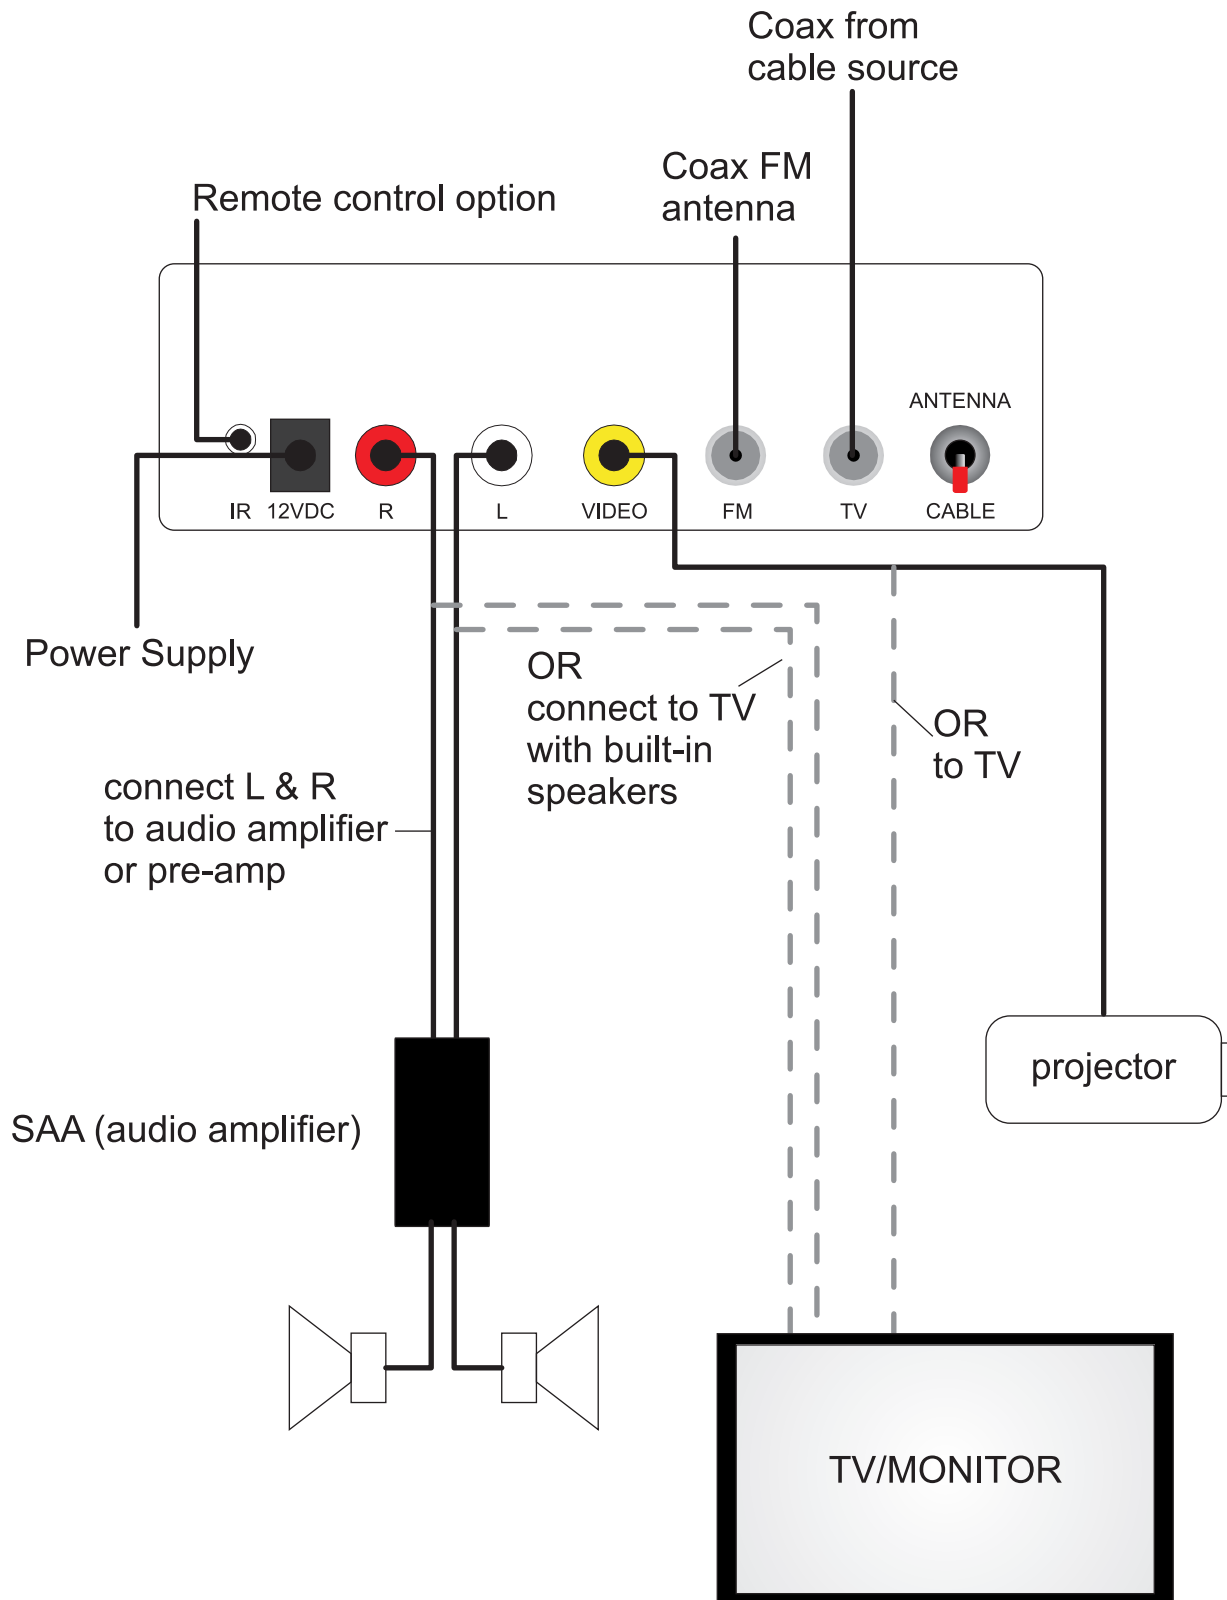 Coax from
cable source
Coax FM
antenna
Remote control option
ANTENNA
IR
12VDC
R
L
VIDEO
FM
TV
CABLE
Power Supply
OR
connect to TV
with built-in
speakers
OR
to TV
connect L & R
to audio amplifier
or pre-amp
projector
SAA (audio amplifier)
TV/MONITOR